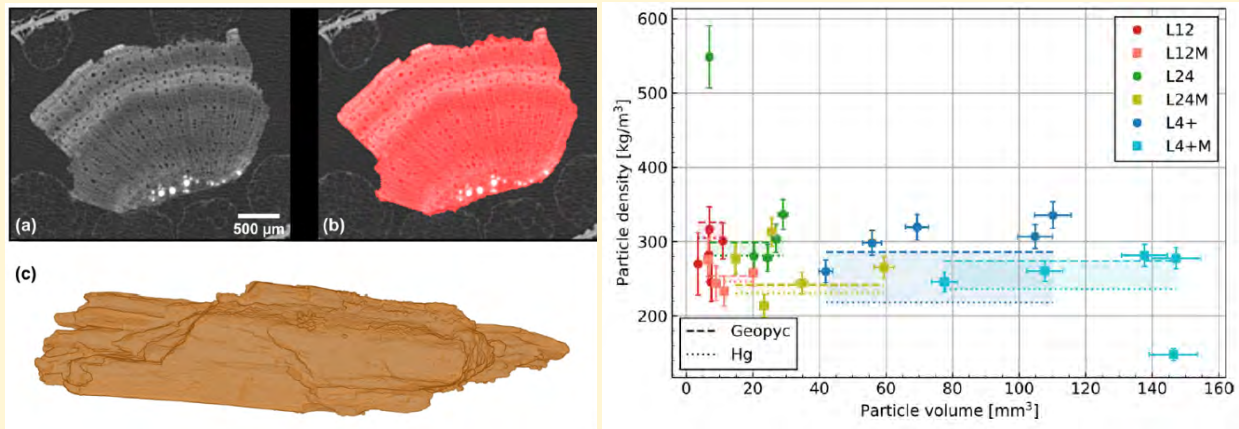 (a)
500 µm
(b)
(c)
Particle density [kg/m³]
600
500
400
300
200
L12
L12M
L24
L24M
L4+
L4+M
Geopyc
Hg
0 20 40 60 80 100 120 140 160
Particle volume [mm³]